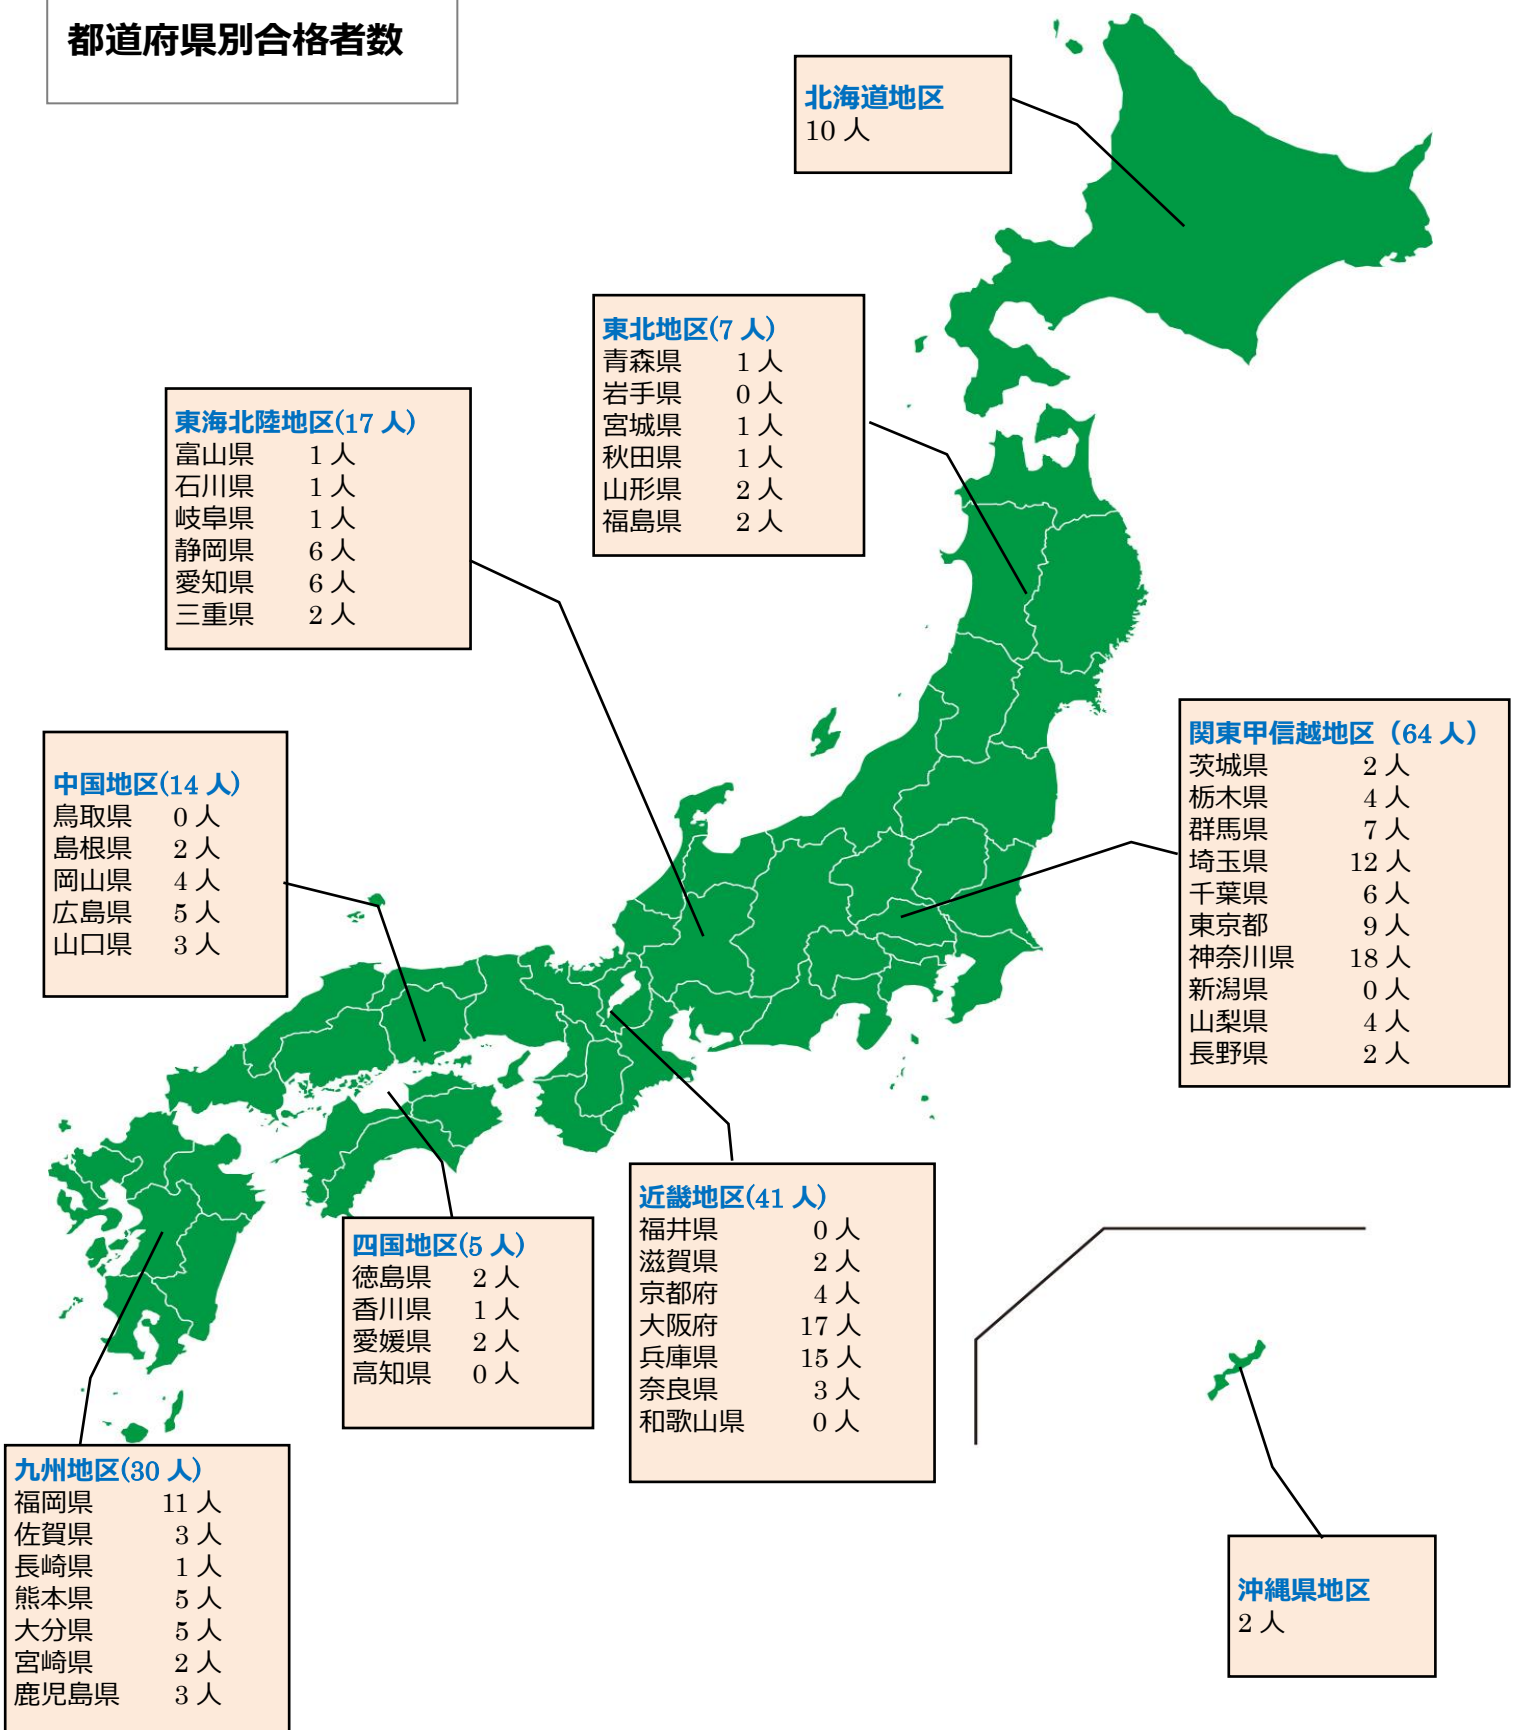 都道府県別合格者数
北海道地区
10 人
東北地区(7 人)
青森県 1 人
岩手県 0 人
宮城県 1 人
秋田県 1 人
山形県 2 人
福島県 2 人
東海北陸地区(17 人)
富山県 1 人
石川県 1 人
岐阜県 1 人
静岡県 6 人
愛知県 6 人
三重県 2 人
関東甲信越地区（64 人）
茨城県 2 人
栃木県 4 人
群馬県 7 人
埼玉県 12 人
千葉県 6 人
東京都 9 人
神奈川県 18 人
新潟県 0 人
山梨県 4 人
長野県 2 人
中国地区(14 人)
鳥取県 0 人
島根県 2 人
岡山県 4 人
広島県 5 人
山口県 3 人
近畿地区(41 人)
福井県 0 人
滋賀県 2 人
京都府 4 人
大阪府 17 人
兵庫県 15 人
奈良県 3 人
和歌山県 0 人
四国地区(5 人)
徳島県 2 人
香川県 1 人
愛媛県 2 人
高知県 0 人
九州地区(30 人)
福岡県 11 人
佐賀県 3 人
長崎県 1 人
熊本県 5 人
大分県 5 人
宮崎県 2 人
鹿児島県 3 人
沖縄県地区
2 人